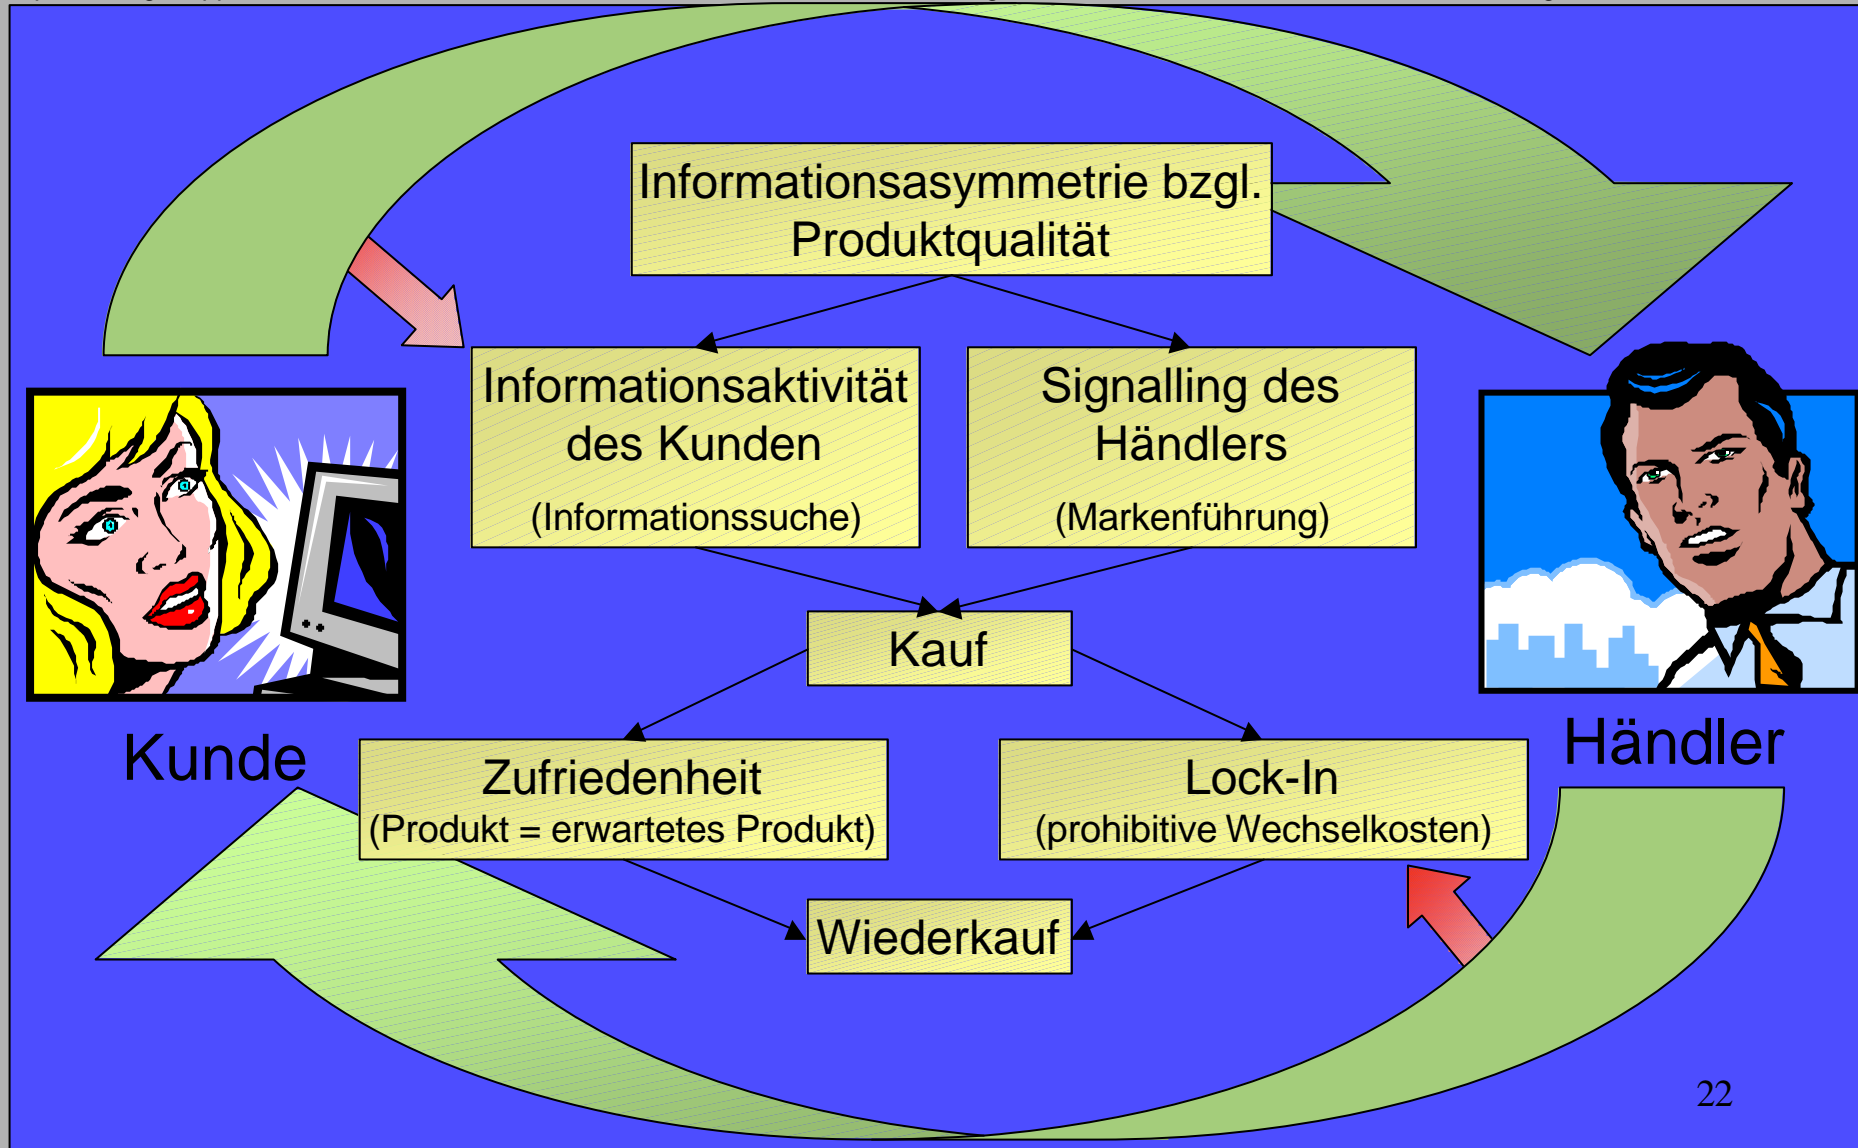 Informationsasymmetrie bzgl.
Produktqualität
Informationsaktivität
des Kunden
(Informationssuche)
Signalling des
Händlers
(Markenführung)
Kauf
Kunde
Händler
Zufriedenheit
(Produkt = erwartetes Produkt)
Lock-In
(prohibitive Wechselkosten)
Wiederkauf
22